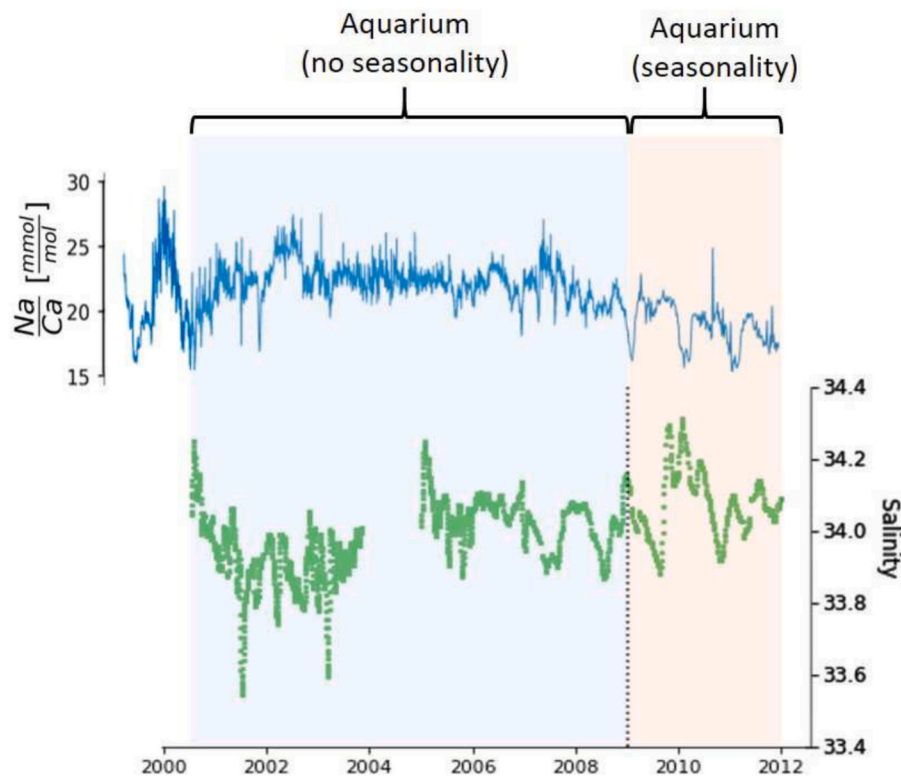 Aquarium
(no seasonality)
Aquarium
(seasonality)
30
25
20
15
Na/Ca [mmol/mol]
34.4
34.2
34.0
33.8
33.6
33.4
Salinity
2000 2002 2004 2006 2008 2010 2012